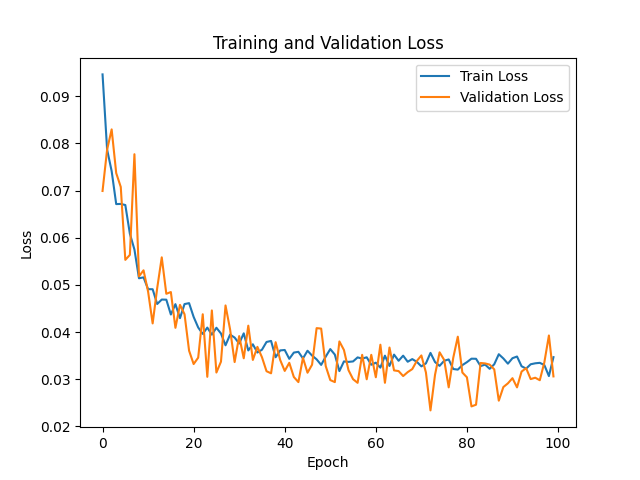 Training and Validation Loss
Train Loss
Validation Loss
0.09
0.08
0.07
0.06
0.05
0.04
0.03
0.02
Loss
0 20 40 60 80 100
Epoch